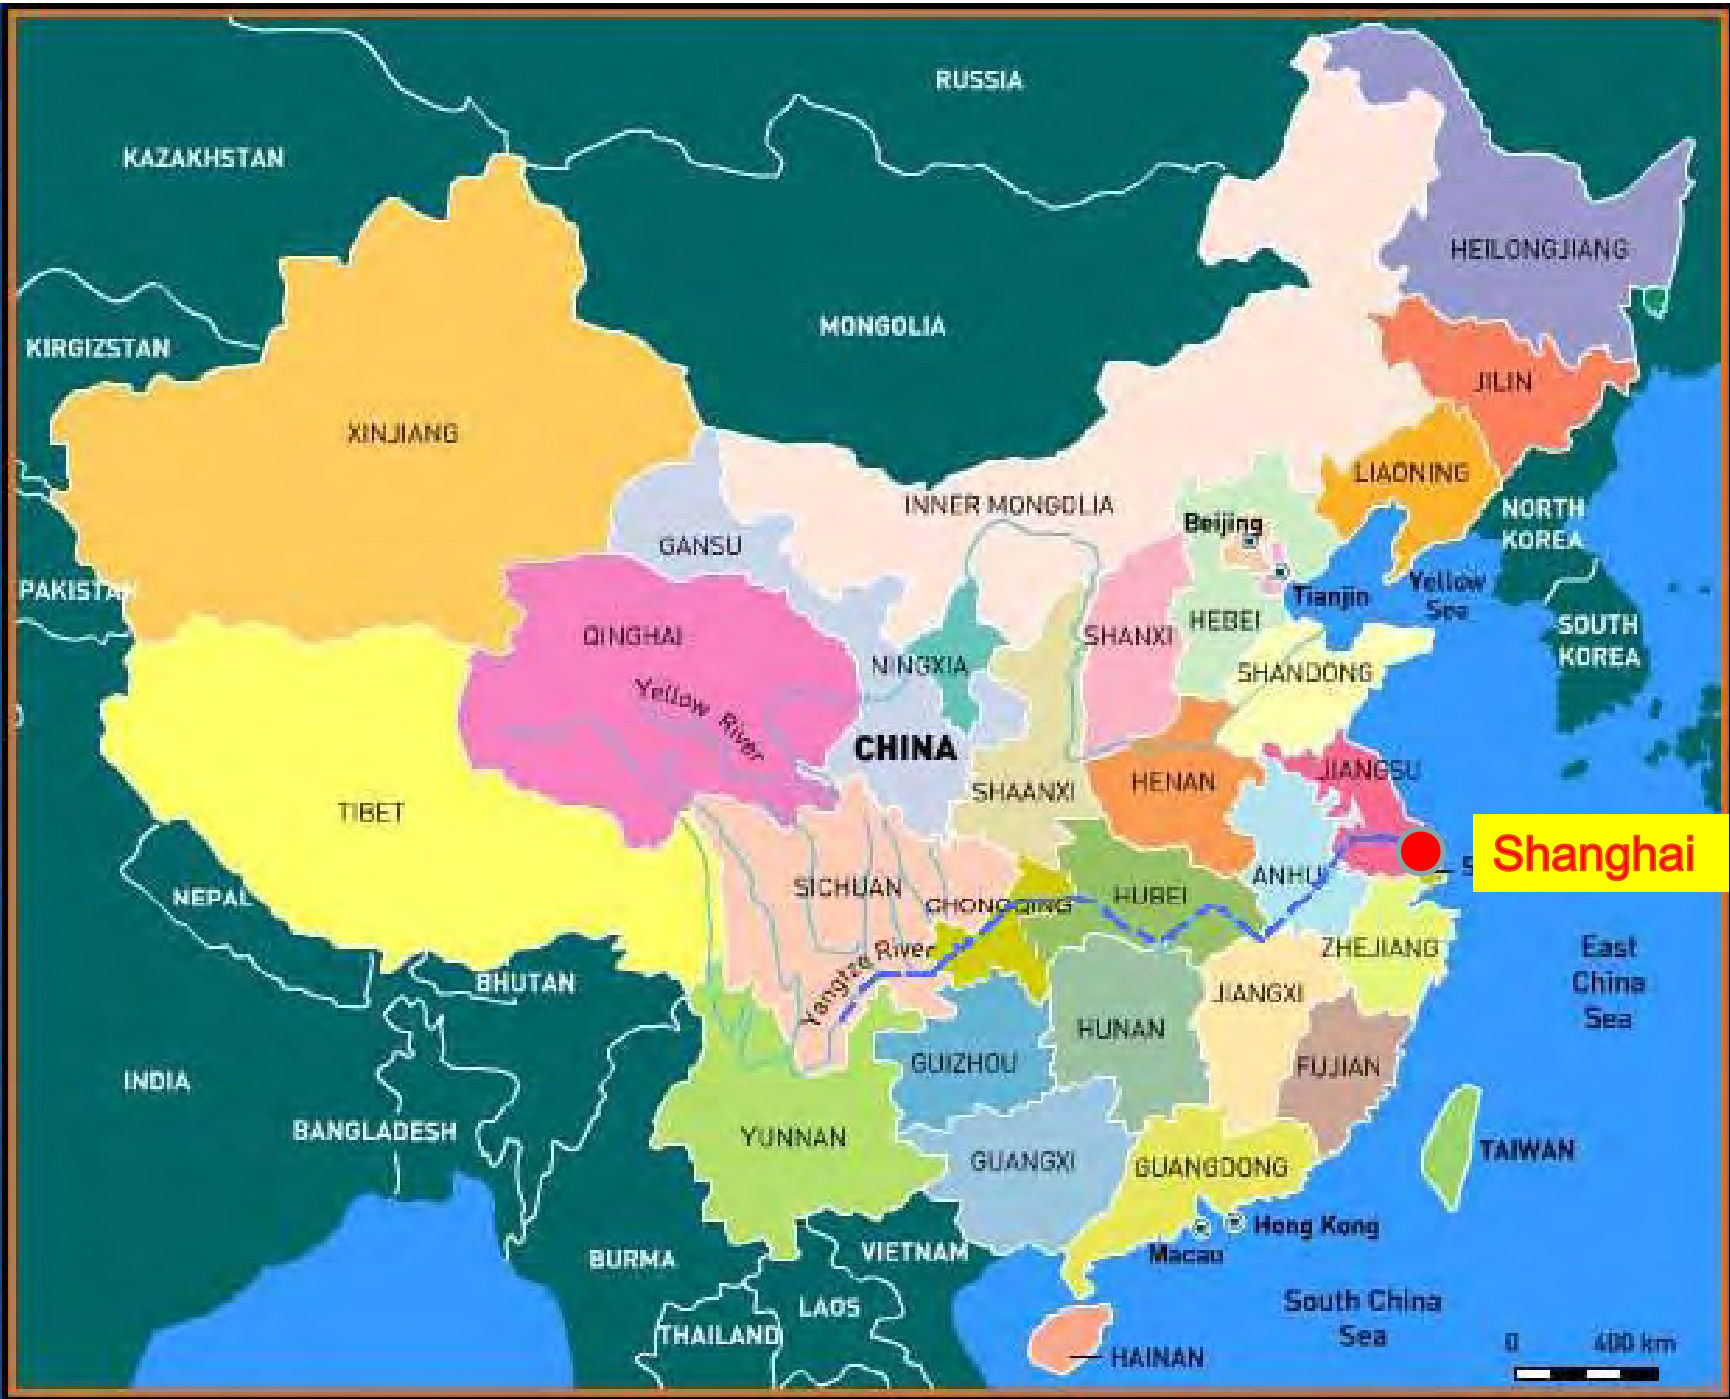 RUSSIA
KAZAKHSTAN
HEILONGJIANG
MONGOLIA
KIRGIZSTAN
JILIN
XINJIANG
LIAONING
INNER MONGOLIA
NORTH
KOREA
Beijing
GANSU
Yellow
Sea
PAKISTAN
Tianjin
HEBEI
SOUTH
KOREA
QINGHAI
SHANXI
NINGXIA
SHANDONG
Yellow River
CHINA
JIANGSU
HENAN
SHAANXI
TIBET
Shanghai
ANHUI
SICHUAN
HUBEI
NEPAL
CHONGQING
ZHEJIANG
East
China
Sea
Yangtze River
BHUTAN
JIANGXI
HUNAN
GUIZHOU
FUJIAN
INDIA
BANGLADESH
YUNNAN
TAIWAN
GUANGXI
GUANGDONG
Hong Kong
Macau
VIETNAM
BURMA
South China
Sea
LAOS
THAILAND
0 400 km
HAINAN